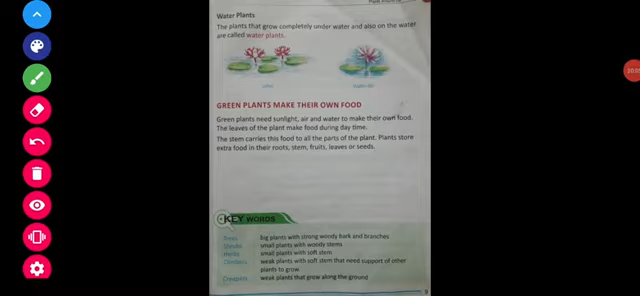 Water Plants
The plants that grow completely under water and also on the water
are called water plants.
Lotus
Water lily
GREEN PLANTS MAKE THEIR OWN FOOD
Green plants need sunlight, air and water to make their own food.
The leaves of the plant make food during day time.
The stem carries this food to all the parts of the plant. Plants store
extra food in their roots, stem, fruits, leaves or seeds.
KEY WORDS
Trees big plants with strong woody bark and branches
Shrubs small plants with woody stems
Herbs small plants with soft stem
Climbers weak plants with soft stem that need support of other
plants to grow
Creepers weak plants that grow along the ground
9